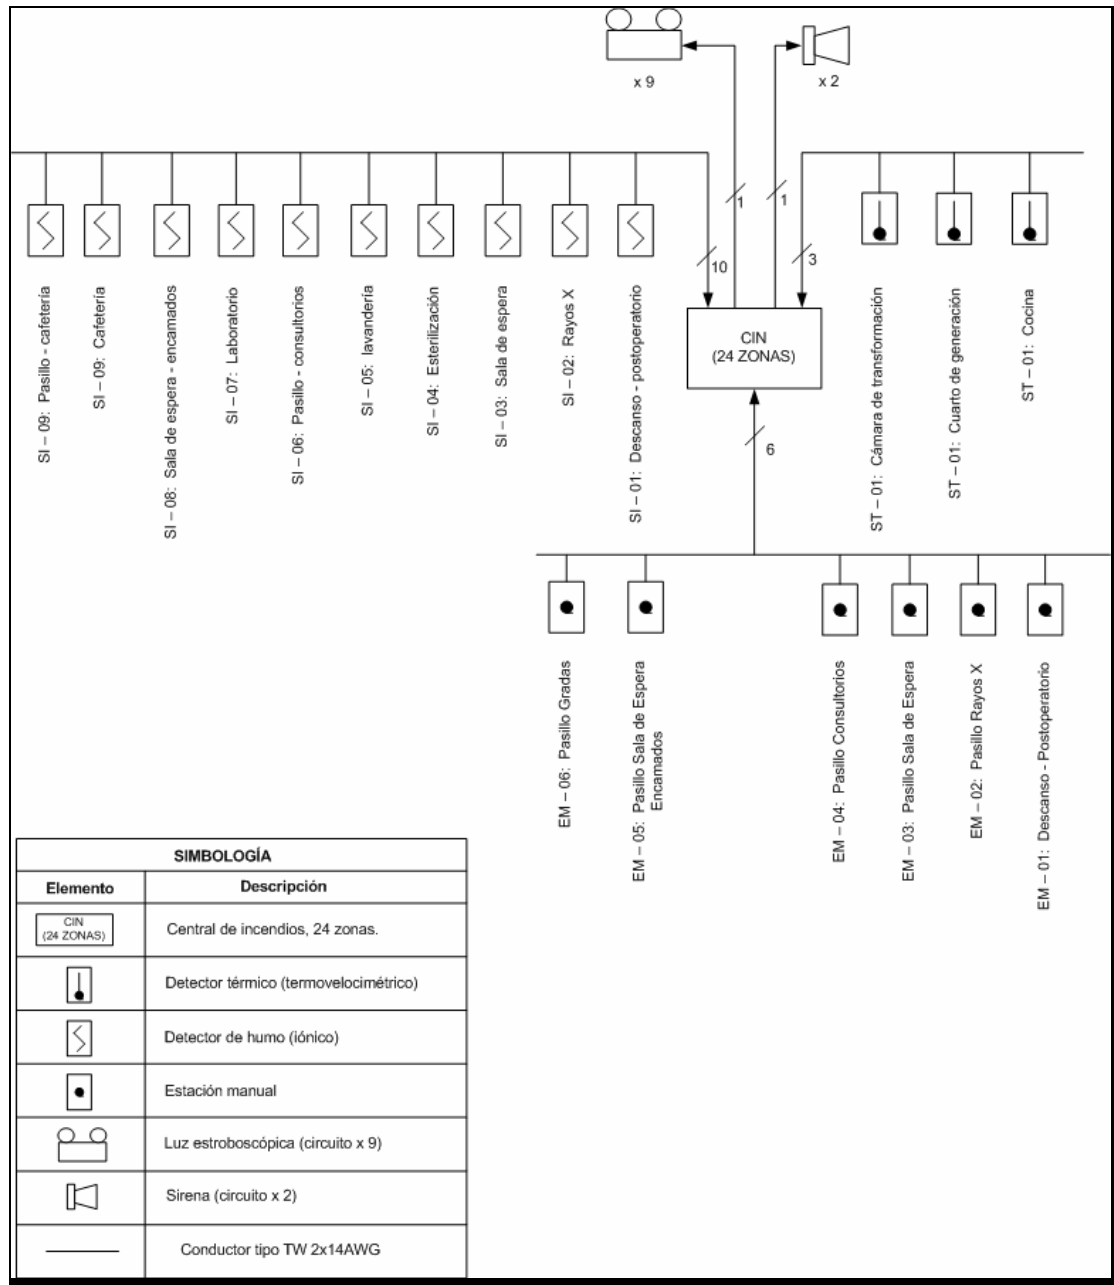 x 9
x 2
1
1
10
3
CIN
(24 ZONAS)
6
SI – 09: Pasillo - cafetería
SI – 09: Cafetería
SI – 08: Sala de espera - encamados
SI – 07: Laboratorio
SI – 06: Pasillo - consultorios
SI – 05: lavandería
SI – 04: Esterilización
SI – 03: Sala de espera
SI – 02: Rayos X
SI – 01: Descanso - postoperatorio
ST – 01: Cámara de transformación
ST – 01: Cuarto de generación
ST – 01: Cocina
EM – 06: Pasillo Gradas
EM – 05: Pasillo Sala de Espera
Encamados
EM – 04: Pasillo Consultorios
EM – 03: Pasillo Sala de Espera
EM – 02: Pasillo Rayos X
EM – 01: Descanso - Postoperatorio
SIMBOLOGÍA
Elemento Descripción
CIN
(24 ZONAS)
Central de incendios, 24 zonas.
Detector térmico (termovelocimétrico)
Detector de humo (iónico)
Estación manual
Luz estroboscópica (circuito x 9)
Sirena (circuito x 2)
Conductor tipo TW 2x14AWG